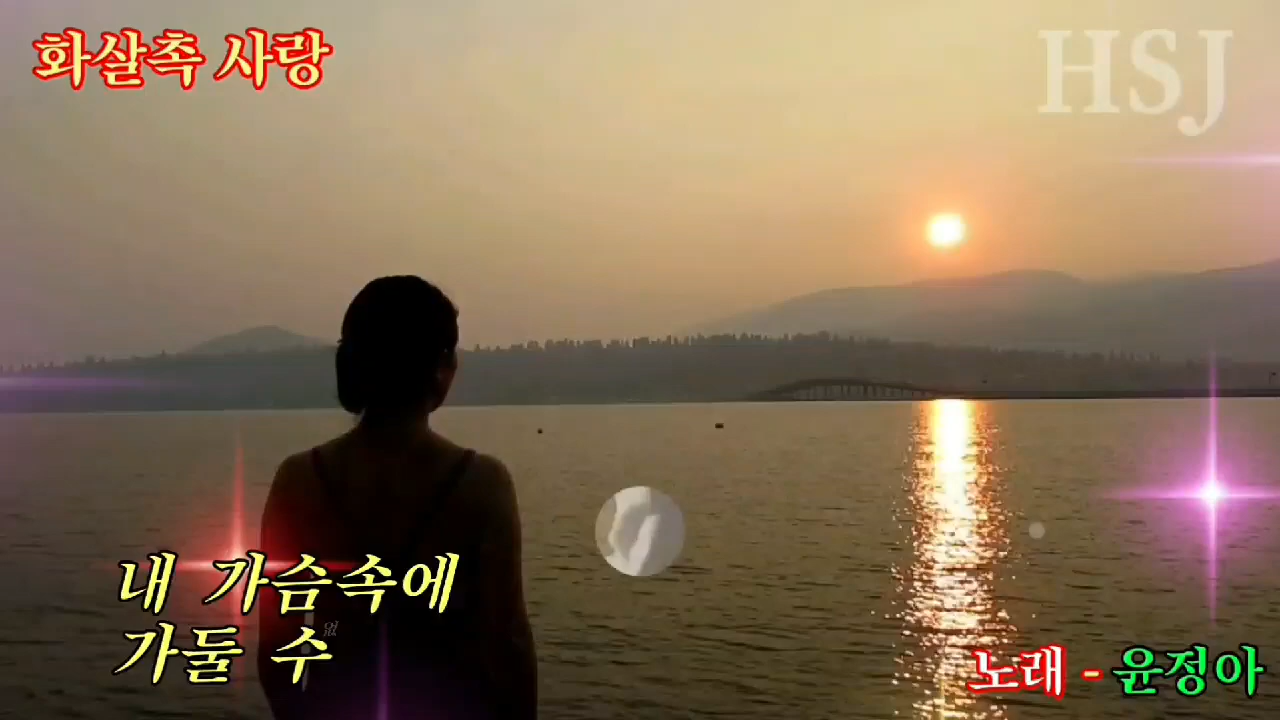 화살촉 사랑
HSJ
내 가슴속에
가둘 수 없
노래 - 윤정아